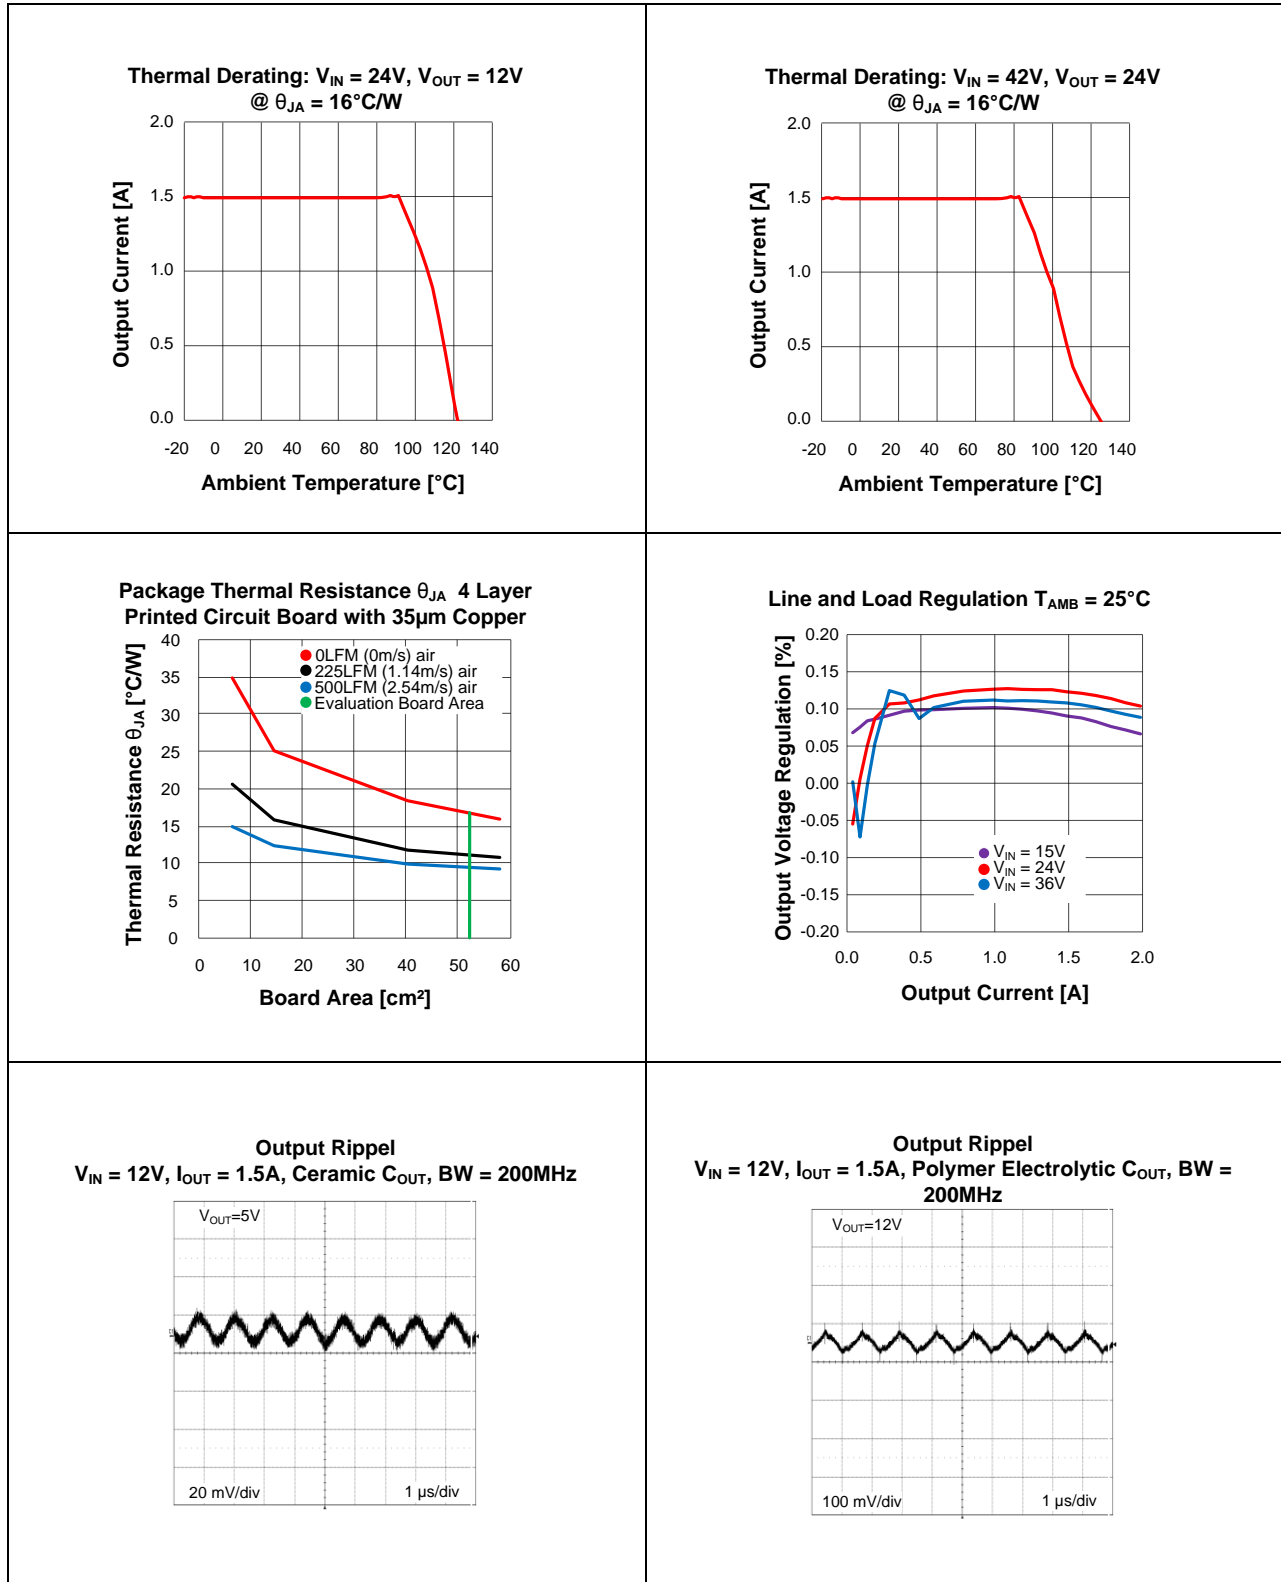 Thermal Derating: VIN = 24V, VOUT = 12V
@ θJA = 16°C/W
Output Current [A]
2.0
1.5
1.0
0.5
0.0
-20 0 20 40 60 80 100 120 140
Ambient Temperature [°C]
Thermal Derating: VIN = 42V, VOUT = 24V
@ θJA = 16°C/W
Output Current [A]
2.0
1.5
1.0
0.5
0.0
-20 0 20 40 60 80 100 120 140
Ambient Temperature [°C]
Package Thermal Resistance θJA 4 Layer
Printed Circuit Board with 35µm Copper
Thermal Resistance θJA [°C/W]
40
35
30
25
20
15
10
5
0
0LFM (0m/s) air
225LFM (1.14m/s) air
500LFM (2.54m/s) air
Evaluation Board Area
0 10 20 30 40 50 60
Board Area [cm²]
Line and Load Regulation TAMB = 25°C
Output Voltage Regulation [%]
0.20
0.15
0.10
0.05
0.00
-0.05
-0.10
-0.15
-0.20
VIN = 15V
VIN = 24V
VIN = 36V
0.0 0.5 1.0 1.5 2.0
Output Current [A]
Output Rippel
VIN = 12V, IOUT = 1.5A, Ceramic COUT, BW = 200MHz
VOUT=5V
20 mV/div 1 µs/div
Output Rippel
VIN = 12V, IOUT = 1.5A, Polymer Electrolytic COUT, BW =
200MHz
VOUT=12V
100 mV/div 1 µs/div